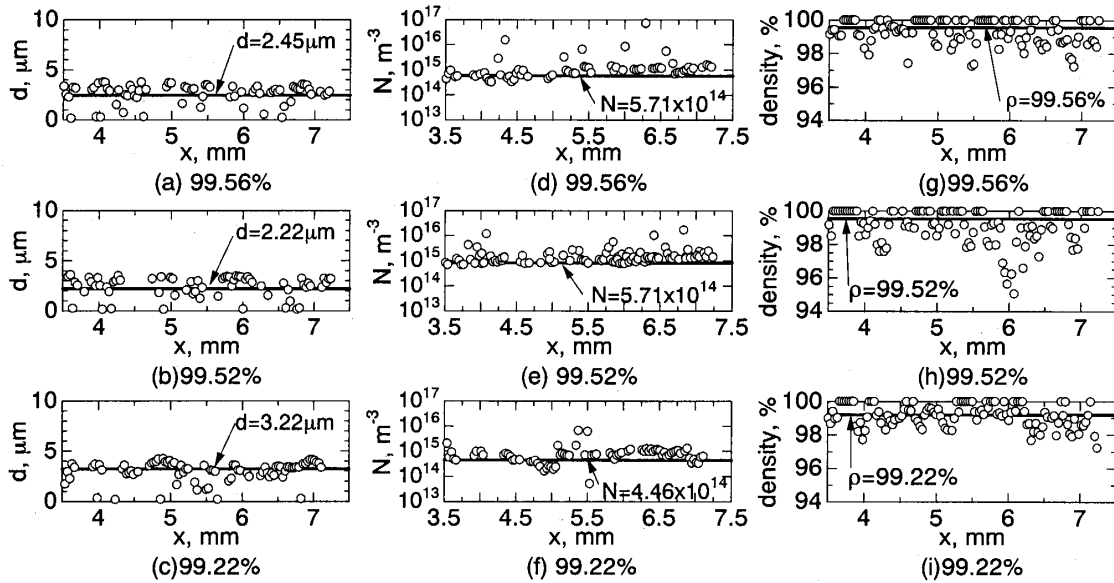 10
5
0
d, µm
d=2.45µm
4 5 6 7
x, mm
(a) 99.56%
10^17
10^16
10^15
10^14
10^13
N, m^-3
N=5.71x10^14
3.5 4.5 5.5 6.5 7.5
x, mm
(d) 99.56%
100
98
96
94
density, %
ρ=99.56%
4 5 6 7
x, mm
(g)99.56%
10
5
0
d, µm
d=2.22µm
4 5 6 7
x, mm
(b)99.52%
10^17
10^16
10^15
10^14
10^13
N, m^-3
N=5.71x10^14
3.5 4.5 5.5 6.5 7.5
x, mm
(e) 99.52%
100
98
96
94
density, %
ρ=99.52%
4 5 6 7
x, mm
(h)99.52%
10
5
0
d, µm
d=3.22µm
4 5 6 7
x, mm
(c)99.22%
10^17
10^16
10^15
10^14
10^13
N, m^-3
N=4.46x10^14
3.5 4.5 5.5 6.5 7.5
x, mm
(f) 99.22%
100
98
96
94
density, %
ρ=99.22%
4 5 6 7
x, mm
(i)99.22%